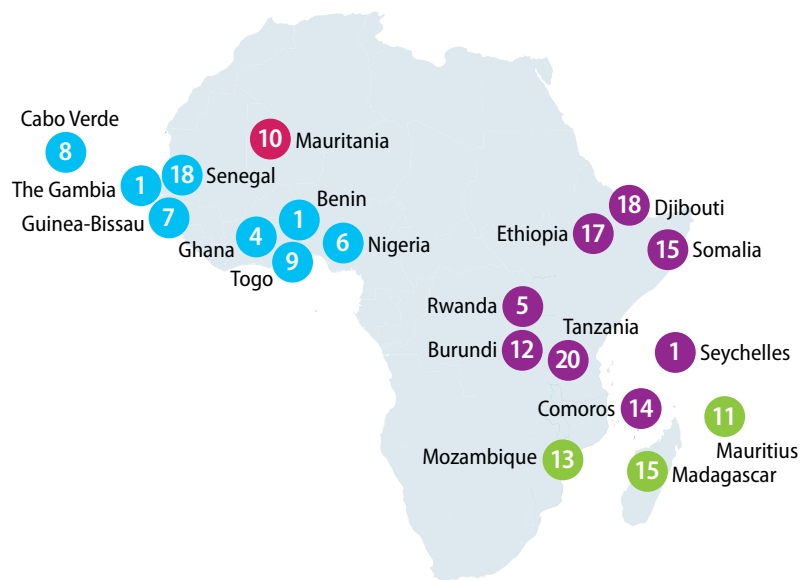 Cabo Verde
8
10 Mauritania
The Gambia 1
18 Senegal
Guinea-Bissau 7
Benin
1
Ghana 4
6 Nigeria
Togo 9
18 Djibouti
Ethiopia 17
15 Somalia
Rwanda 5
Tanzania
20
Burundi 12
1 Seychelles
Comoros 14
11
Mauritius
Mozambique 13
15 Madagascar